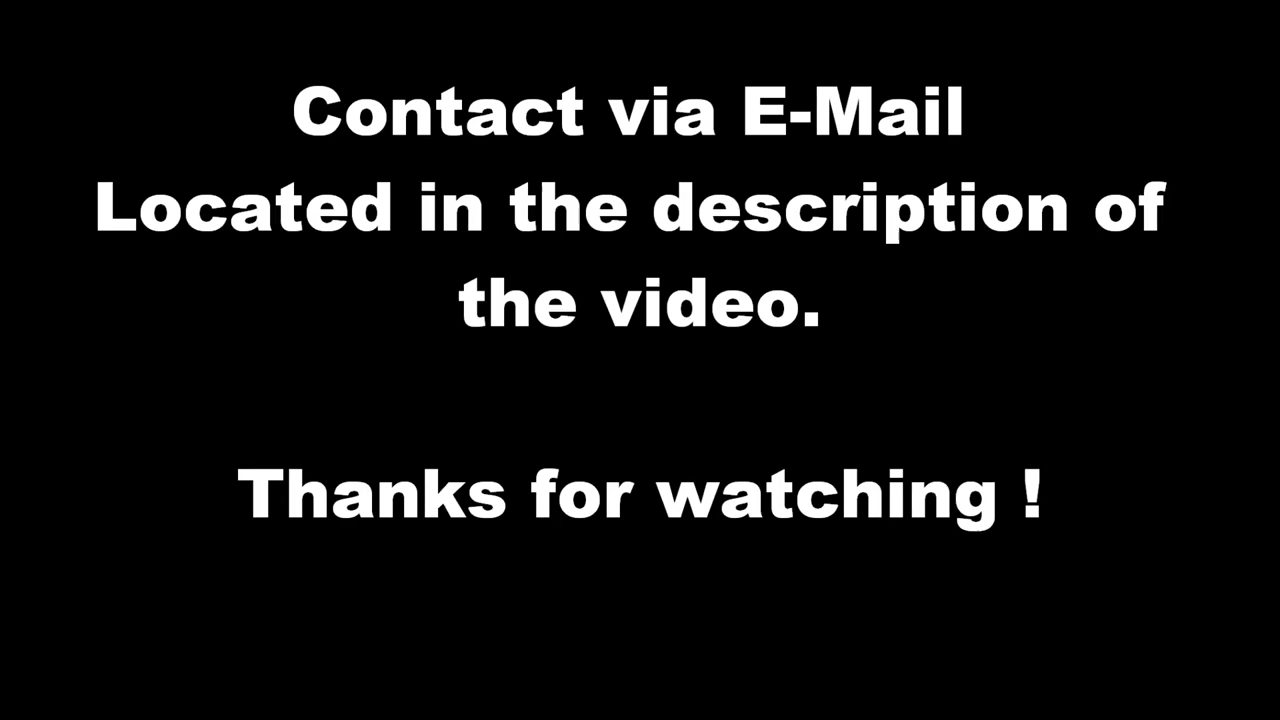 Contact via E-Mail
Located in the description of
the video.
Thanks for watching !